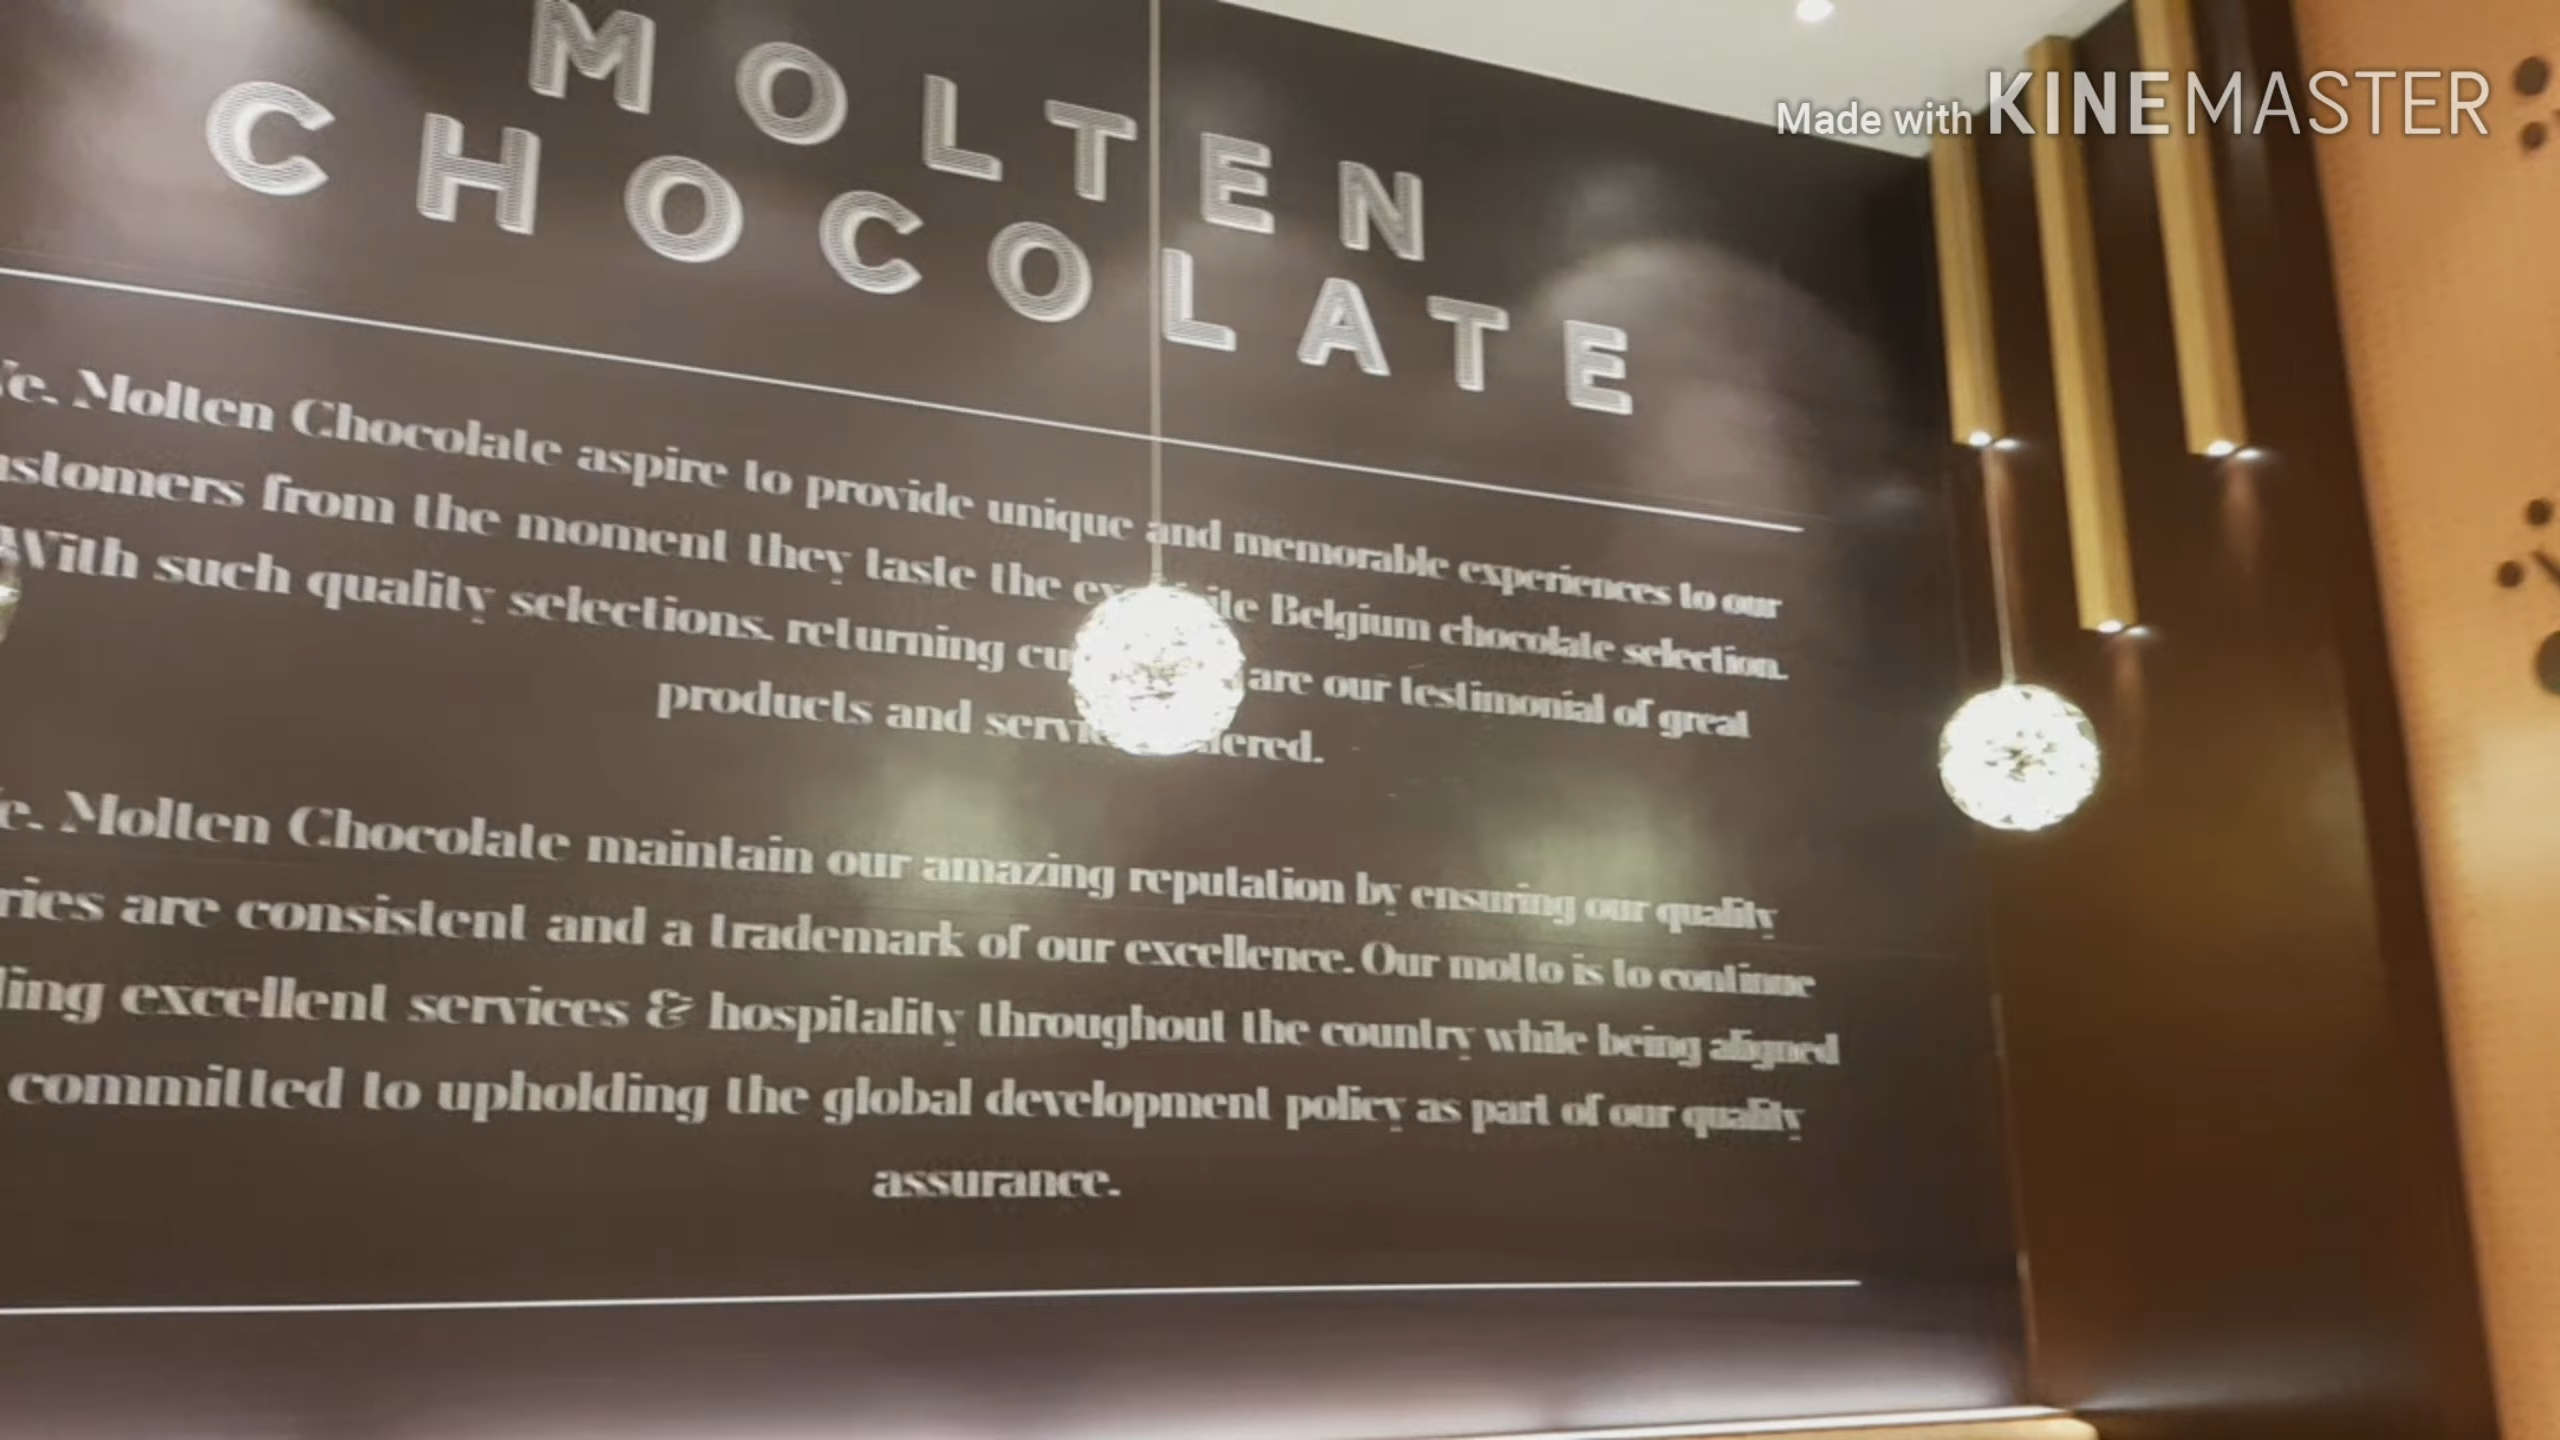 Made with KINEMASTER
MOLTEN
CHOCOLATE
Molten Chocolate aspire to provide unique and memorable experiences to our
from the moment they taste the Belgium chocolate selection.
With such quality selections. returning are our testimonial of great
products and
Molten Chocolate maintain our amazing reputation by ensuring our quality
are consistent and a trademark of our excellence. Our motto is to continue
excellent services & hospitality throughout the country while being aligned
committed to upholding the global development policy as part of our quality
assurance.